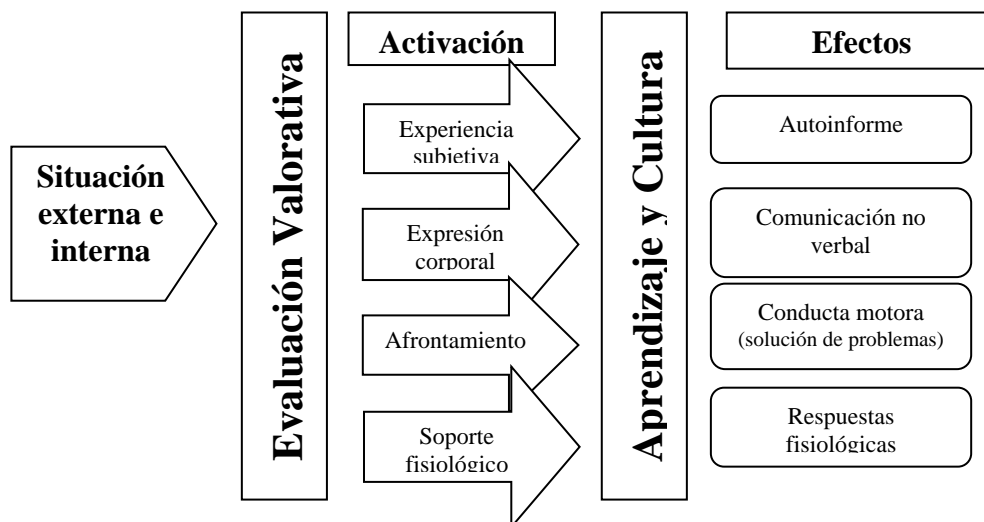 Situación
externa e
interna
Evaluación Valorativa
Activación
Experiencia
subjetiva
Expresión
corporal
Afrontamiento
Soporte
fisiológico
Aprendizaje y Cultura
Efectos
Autoinforme
Comunicación no
verbal
Conducta motora
(solución de problemas)
Respuestas
fisiológicas